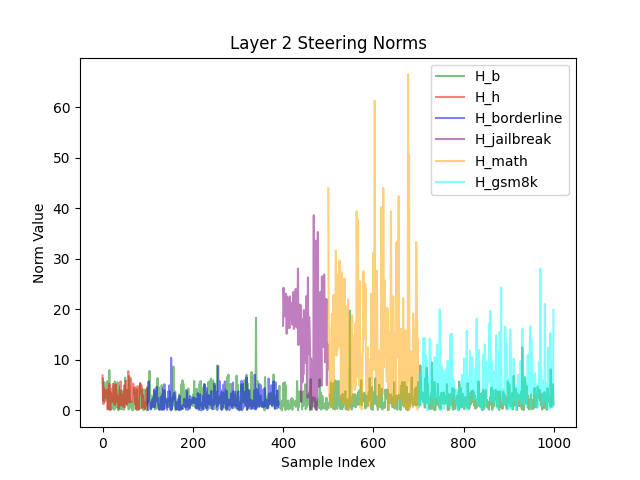 Layer 2 Steering Norms
H_b
H_h
H_borderline
H_jailbreak
H_math
H_gsm8k
Norm Value
60
50
40
30
20
10
0
0 200 400 600 800 1000
Sample Index